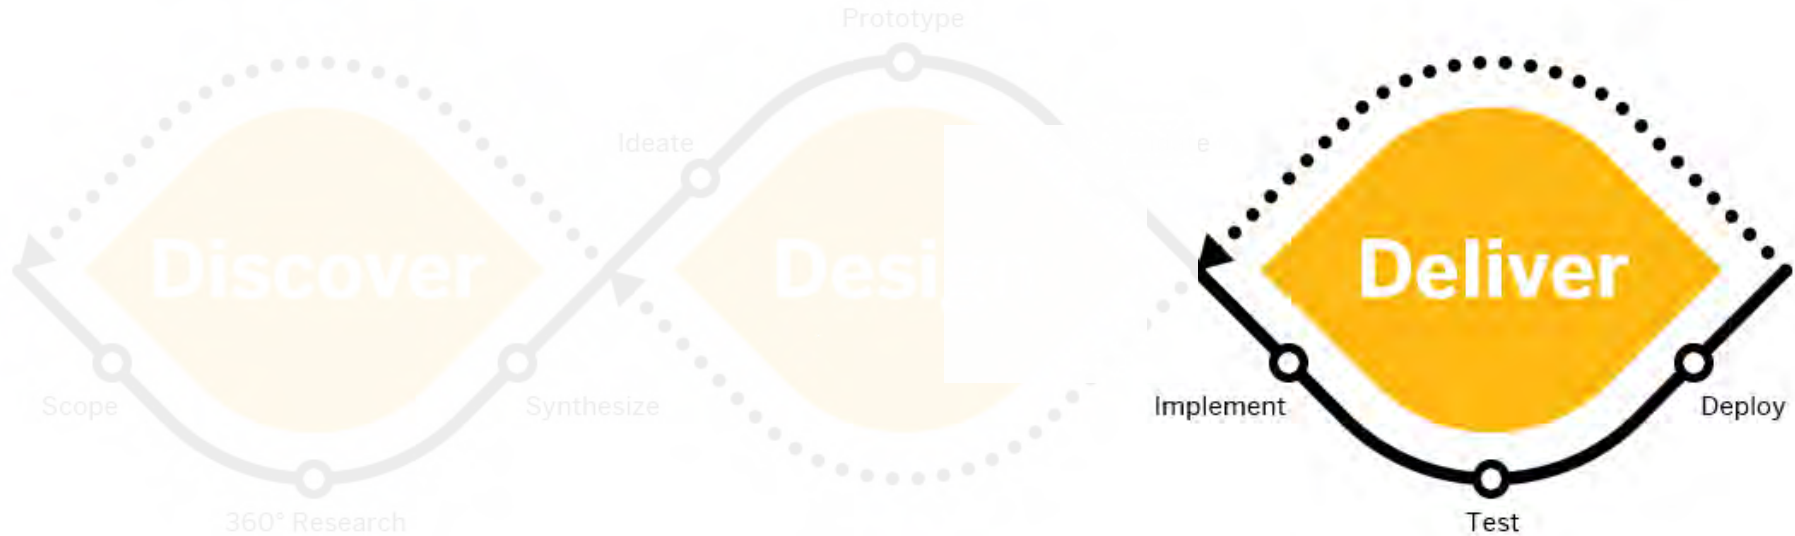 Prototype
Ideate
e
Discover
Desi
Deliver
Scope
Synthesize
Implement
Deploy
360° Research
Test